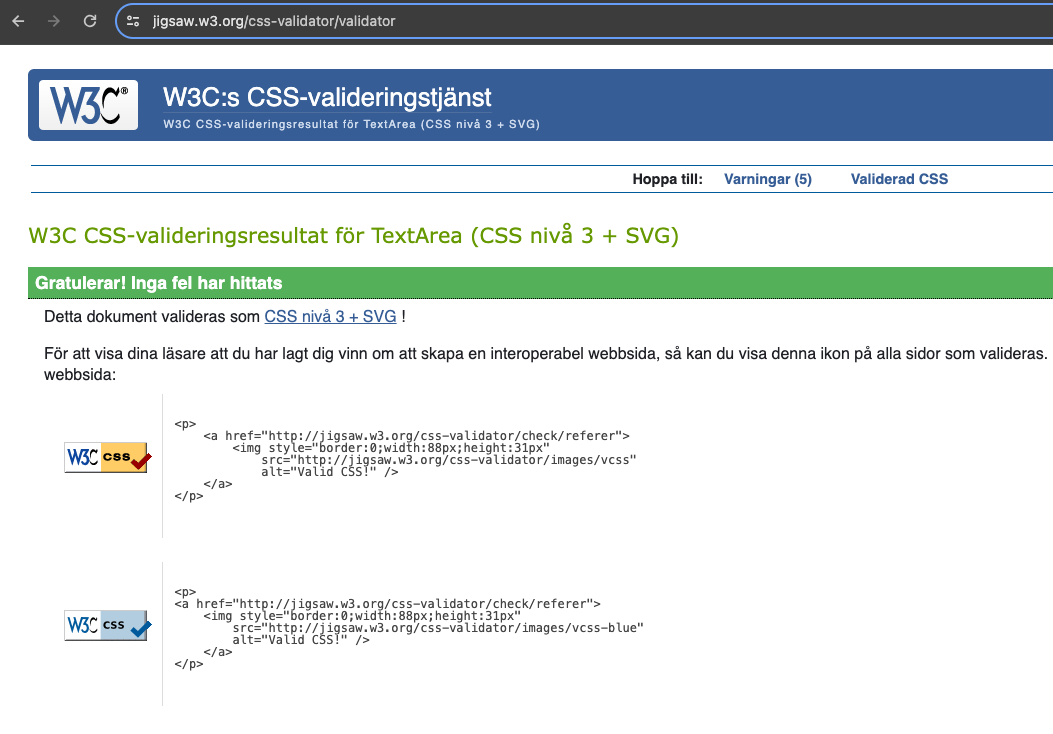 jigsaw.w3.org/css-validator/validator
W3C®
W3C:s CSS-valideringstjänst
W3C CSS-valideringsresultat för TextArea (CSS nivå 3 + SVG)
Hoppa till: Varningar (5) Validerad CSS
W3C CSS-valideringsresultat för TextArea (CSS nivå 3 + SVG)
Gratulerar! Inga fel har hittats
Detta dokument valideras som CSS nivå 3 + SVG !
För att visa dina läsare att du har lagt dig vinn om att skapa en interoperabel webbsida, så kan du visa denna ikon på alla sidor som valideras.
webbsida:
W3C css
<p>
    <a href="http://jigsaw.w3.org/css-validator/check/referer">
        <img style="border:0;width:88px;height:31px"
            src="http://jigsaw.w3.org/css-validator/images/vcss"
            alt="Valid CSS!" />
    </a>
</p>
W3C css
<p>
<a href="http://jigsaw.w3.org/css-validator/check/referer">
    <img style="border:0;width:88px;height:31px"
        src="http://jigsaw.w3.org/css-validator/images/vcss-blue"
        alt="Valid CSS!" />
    </a>
</p>